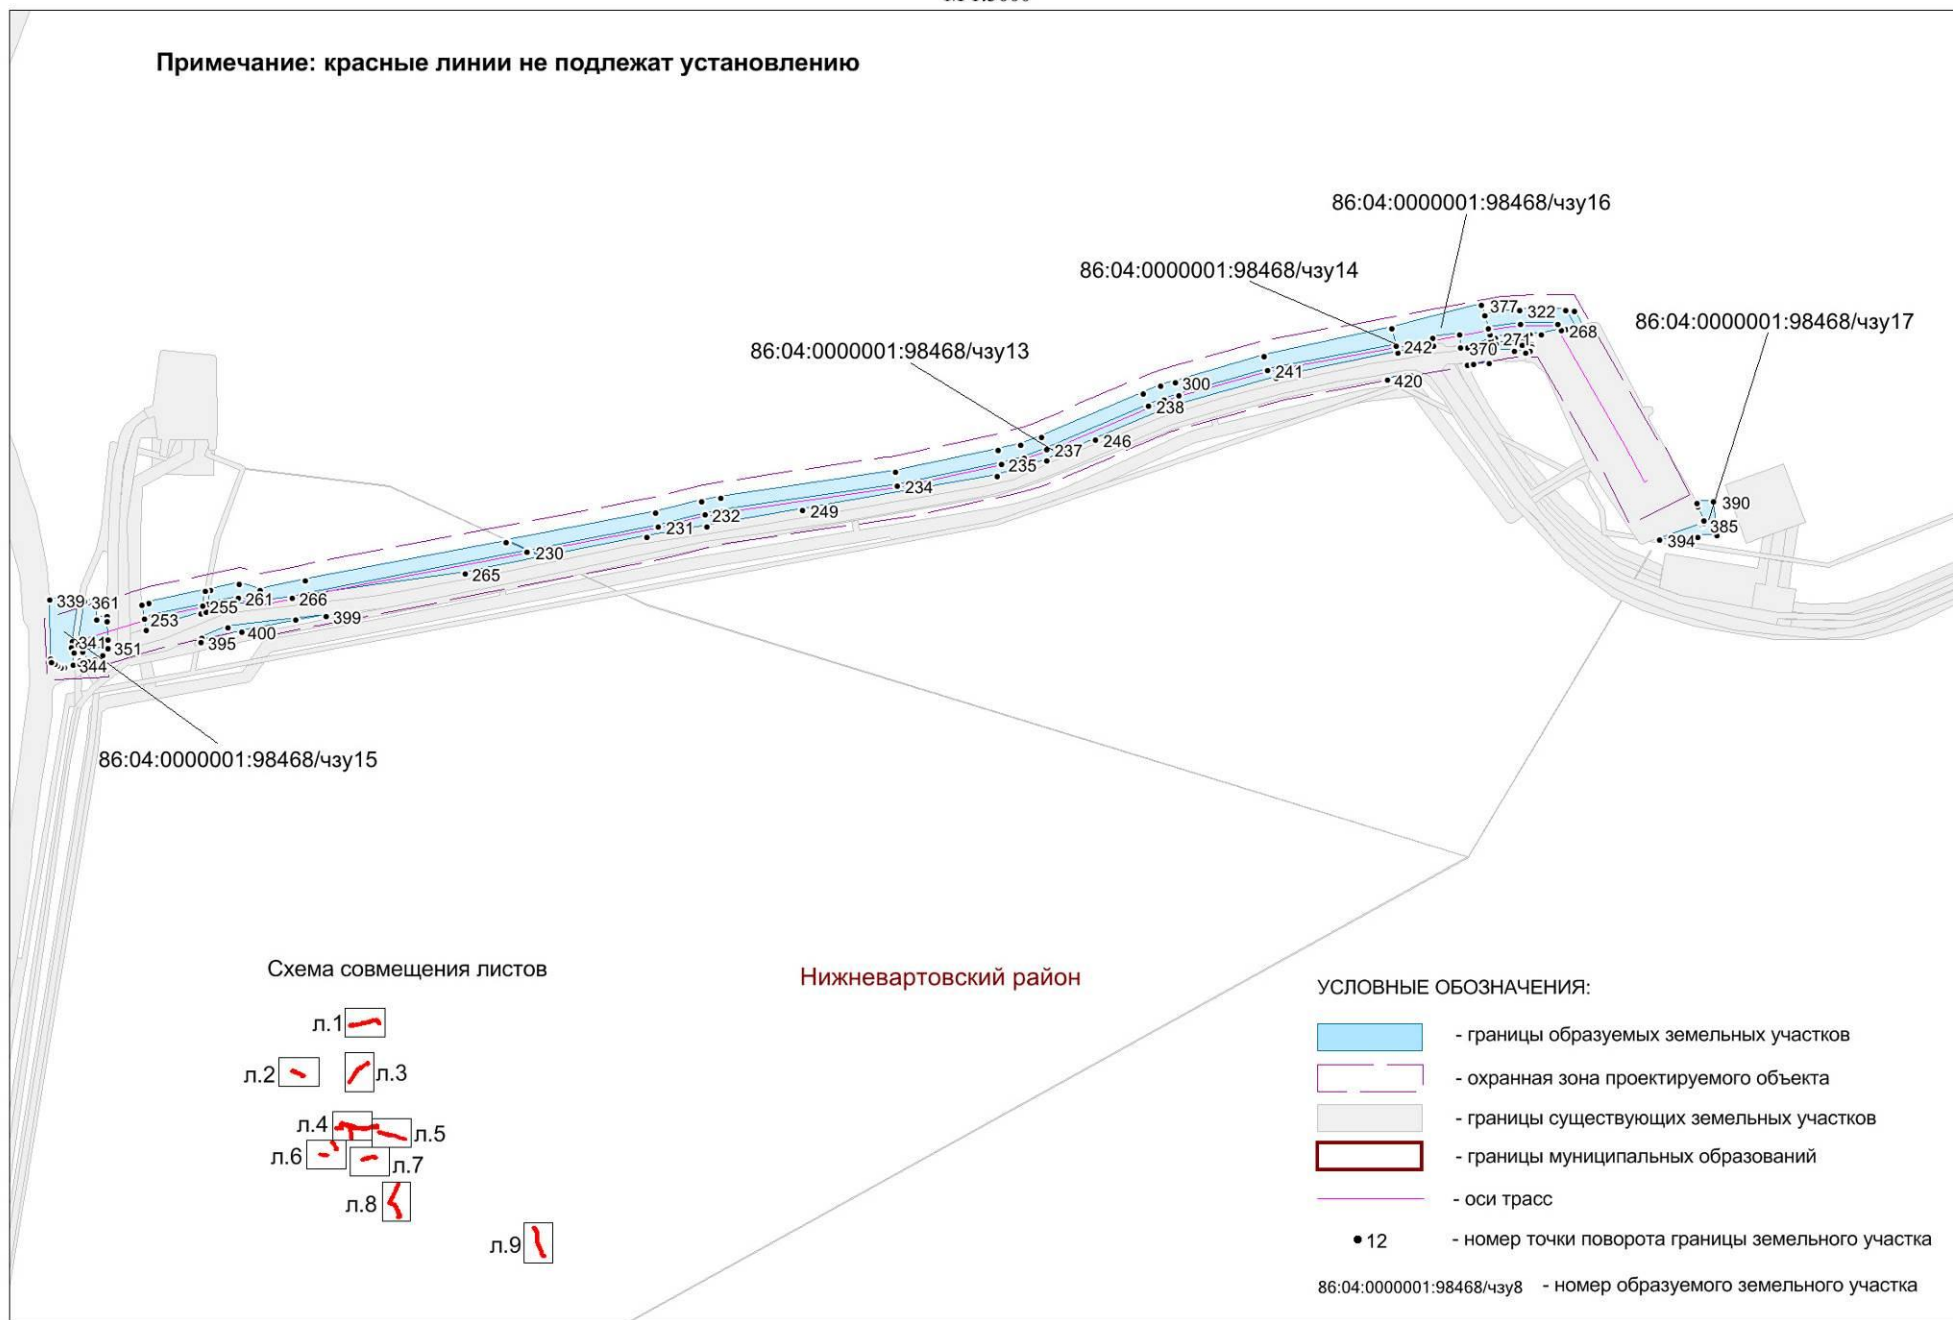 Примечание: красные линии не подлежат установлению
86:04:0000001:98468/чзу16
86:04:0000001:98468/чзу14
86:04:0000001:98468/чзу17
86:04:0000001:98468/чзу13
377
322
268
271
242
370
241
420
300
238
246
237
235
234
249
232
231
230
265
390
385
394
339
361
255
261
266
253
399
400
395
341
351
344
86:04:0000001:98468/чзу15
Схема совмещения листов
л.1
л.2
л.3
л.4
л.5
л.6
л.7
л.8
л.9
Нижневартовский район
УСЛОВНЫЕ ОБОЗНАЧЕНИЯ:
- границы образуемых земельных участков
- охранная зона проектируемого объекта
- границы существующих земельных участков
- границы муниципальных образований
- оси трасс
12 - номер точки поворота границы земельного участка
86:04:0000001:98468/чзу8 - номер образуемого земельного участка